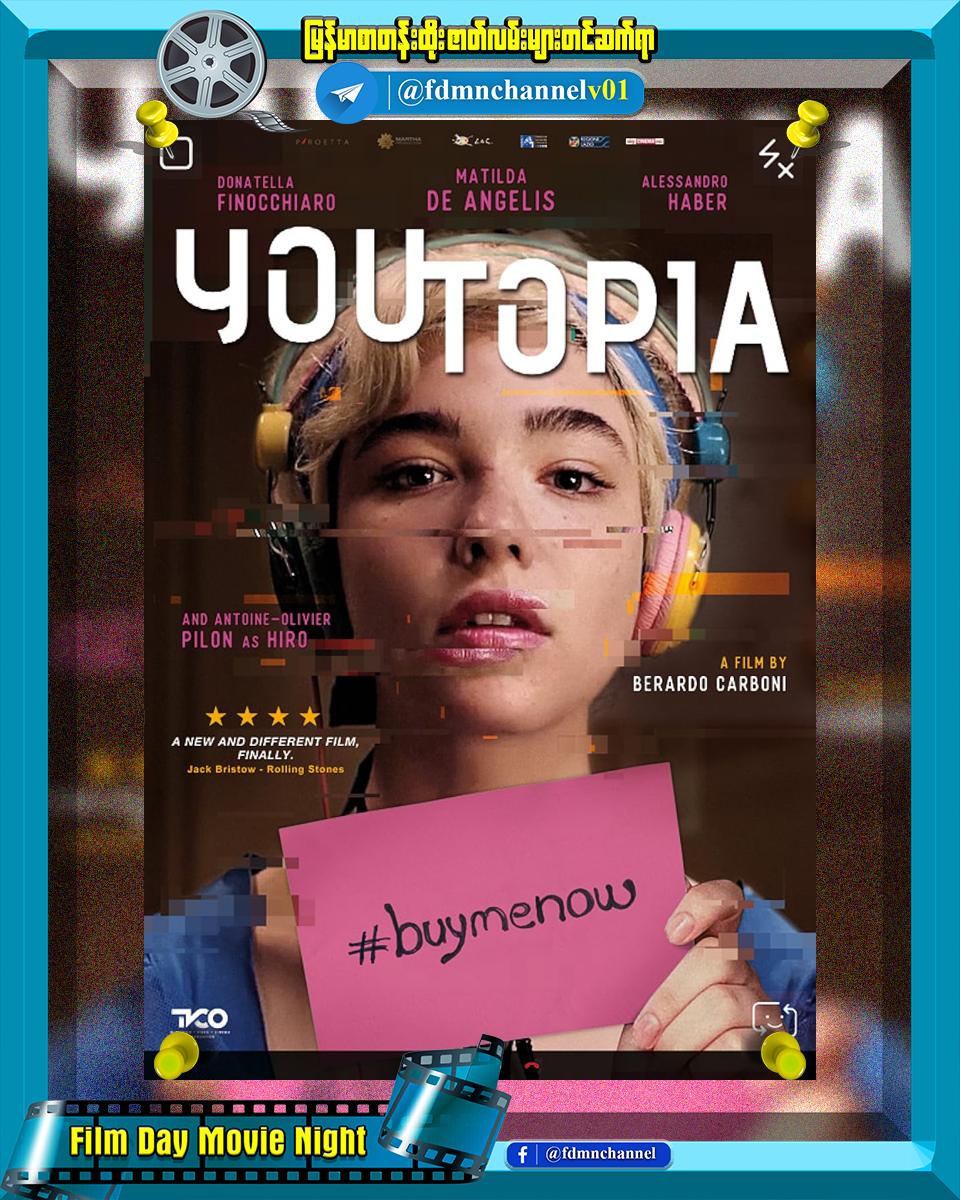 မြန်မာစာတန်းထိုးဇာတ်လမ်းများတင်ဆက်ရာ
@fdmnchannelv01
MARTHA
DONATELLA
FINOCCHIARO
MATILDA
DE ANGELIS
ALESSANDRO
HABER
YOUTOPIA
AND ANTOINE-OLIVIER
PILON AS HIRO
A FILM BY
BERARDO CARBONI
A NEW AND DIFFERENT FILM,
FINALLY.
Jack Bristow - Rolling Stones
#buymenow
TKO
Film Day Movie Night
@fdmnchannel